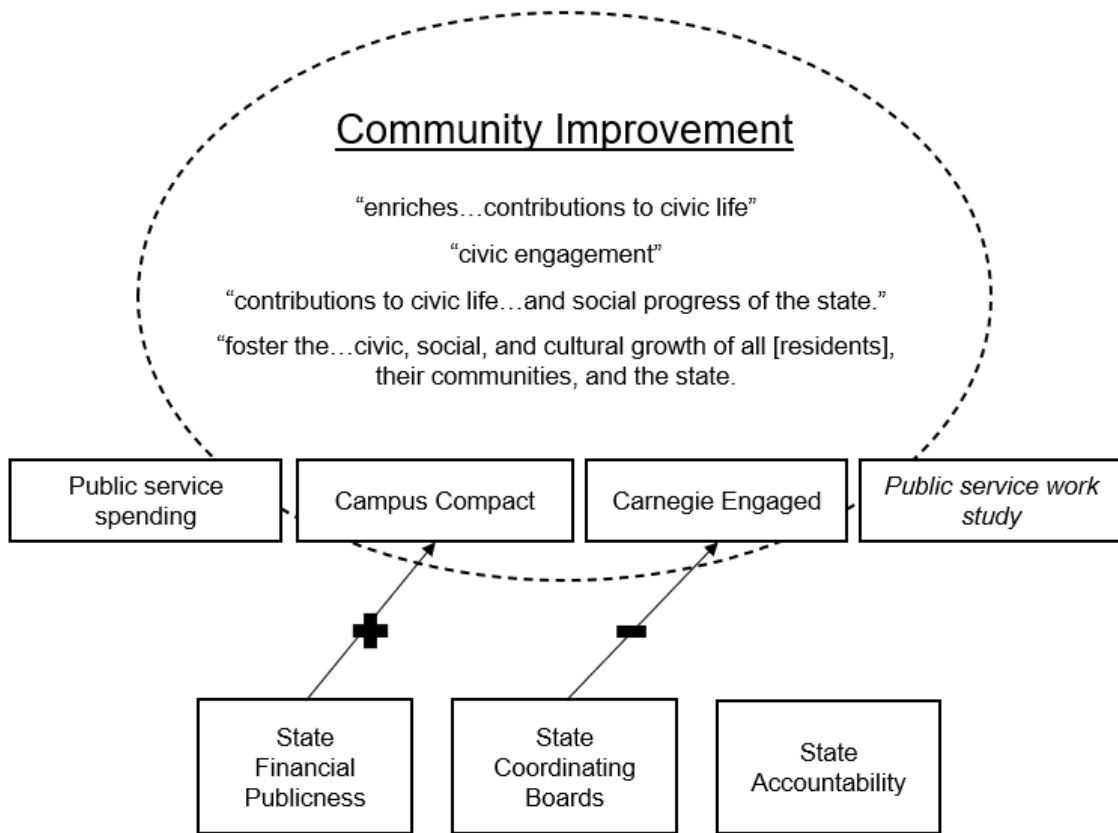 Community Improvement
“enriches…contributions to civic life”
“civic engagement”
“contributions to civic life…and social progress of the state.”
“foster the…civic, social, and cultural growth of all [residents],
their communities, and the state.
Public service
spending
Campus Compact
Carnegie Engaged
Public service work
study
State
Financial
Publicness
State
Coordinating
Boards
State
Accountability